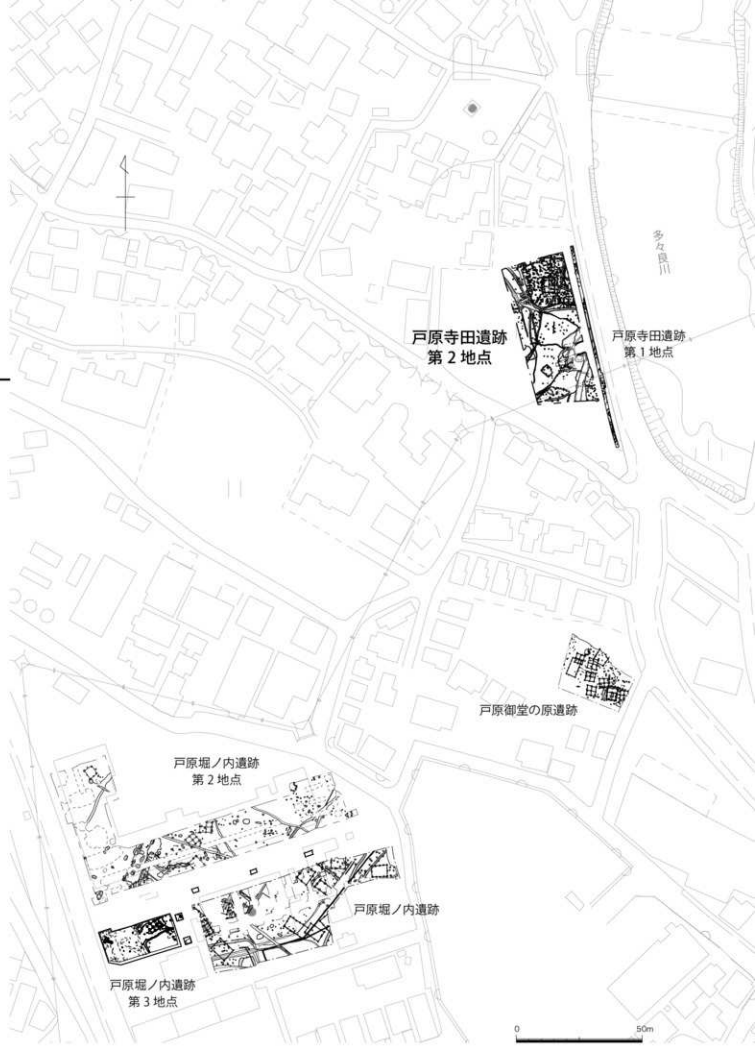 多々良川
戸原寺田遺跡
第2地点
戸原寺田遺跡
第1地点
戸原御堂の原遺跡
戸原堀ノ内遺跡
第2地点
戸原堀ノ内遺跡
戸原堀ノ内遺跡
第3地点
0
50m